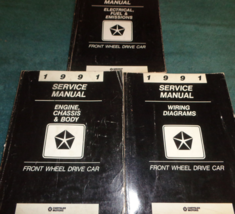 MANUAL
ELECTRICAL,
FUEL &
EMISSIONS
FRONT WHEEL DRIVE CAR
1991
SERVICE
MANUAL
ENGINE,
CHASSIS
& BODY
FRONT WHEEL DRIVE CAR
1991
SERVICE
MANUAL
WIRING
DIAGRAMS
FRONT WHEEL DRIVE CAR